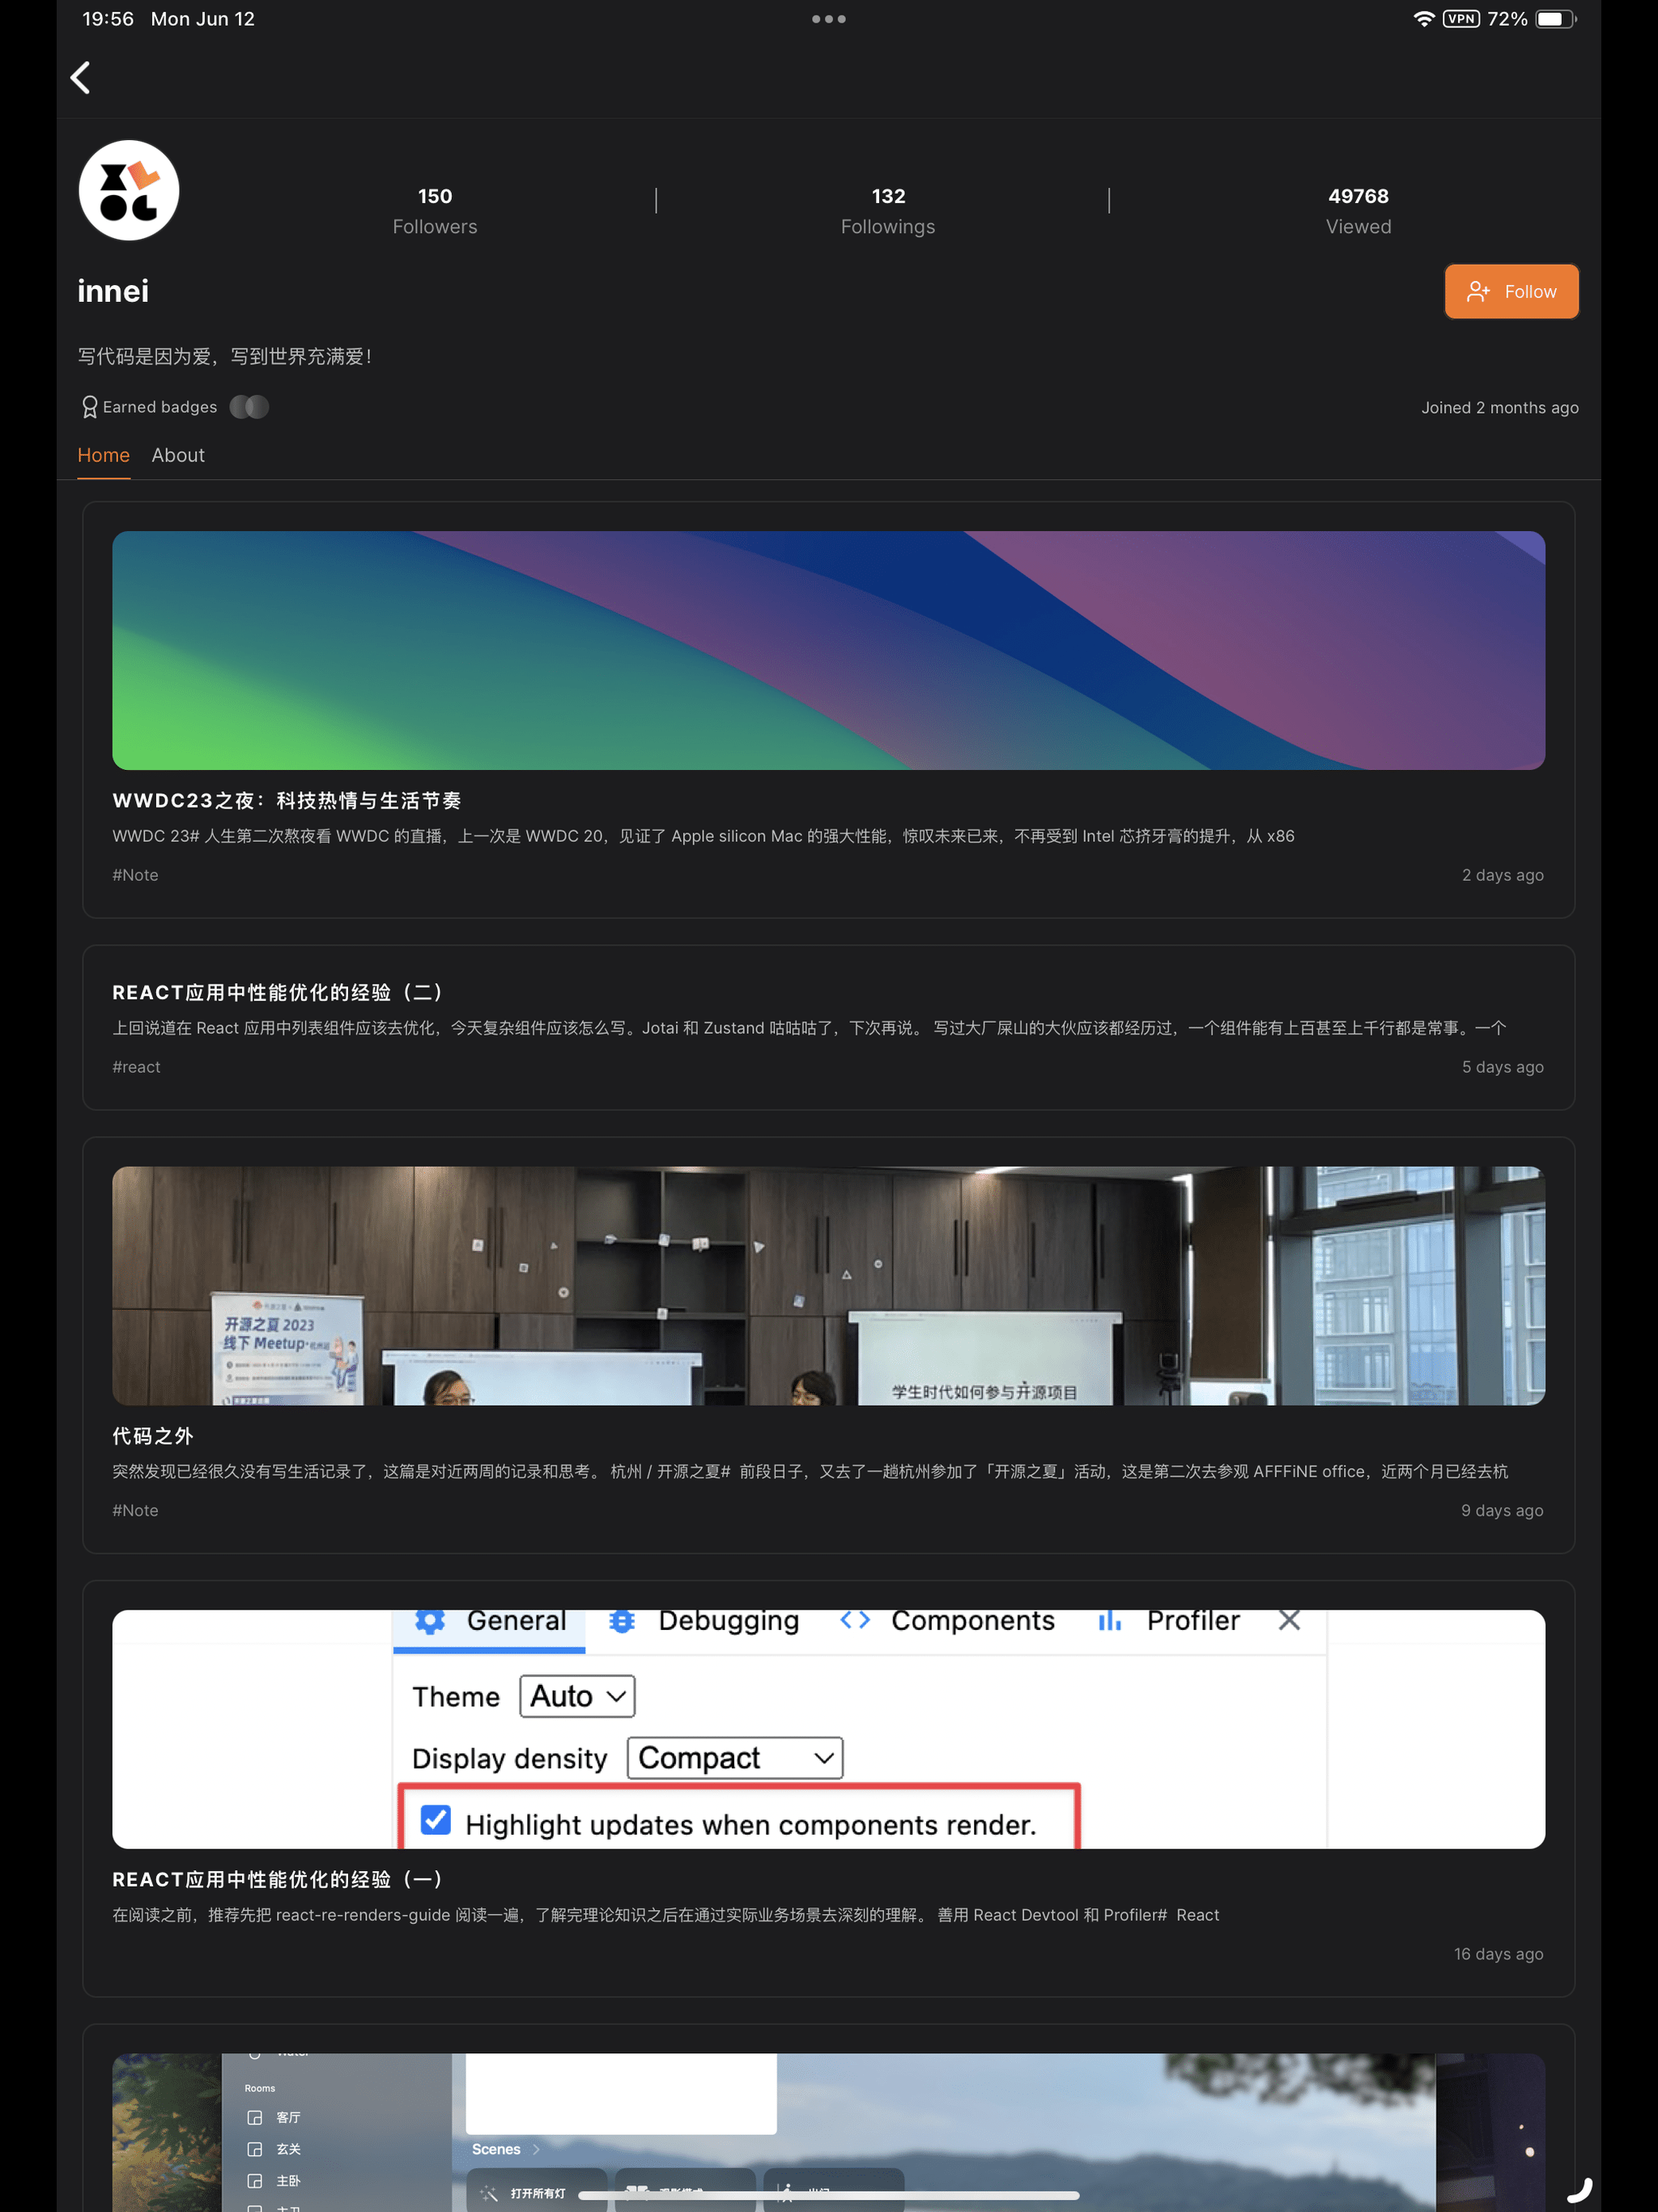 19:56 Mon Jun 12
VPN 72%
XLOG
150
Followers
132
Followings
49768
Viewed
innei
Follow
写代码是因为爱，写到世界充满爱！
Earned badges
Joined 2 months ago
Home About
WWDC23之夜：科技热情与生活节奏
WWDC 23# 人生第二次熬夜看 WWDC 的直播，上一次是 WWDC 20，见证了 Apple silicon Mac 的强大性能，惊叹未来已来，不再受到 Intel 芯挤牙膏的提升，从 x86
#Note 2 days ago
REACT应用中性能优化的经验（二）
上回说道在 React 应用中列表组件应该去优化，今天复杂组件应该怎么写。Jotai 和 Zustand 咕咕咕了，下次再说。 写过大厂屎山的大伙应该都经历过，一个组件能有上百甚至上千行都是常事。一个
#react 5 days ago
开源之夏 2023
线下 Meetup
学生时代如何参与开源项目
代码之外
突然发现已经很久没有写生活记录了，这篇是对近两周的记录和思考。 杭州 / 开源之夏# 前段日子，又去了一趟杭州参加了「开源之夏」活动，这是第二次去参观 AFFFiNE office，近两个月已经去杭
#Note 9 days ago
General Debugging Components Profiler
Theme Auto
Display density Compact
Highlight updates when components render.
REACT应用中性能优化的经验（一）
在阅读之前，推荐先把 react-re-renders-guide 阅读一遍，了解完理论知识之后在通过实际业务场景去深刻的理解。 善用 React Devtool 和 Profiler# React
16 days ago
Rooms
客厅
玄关
主卧
Scenes
打开所有灯